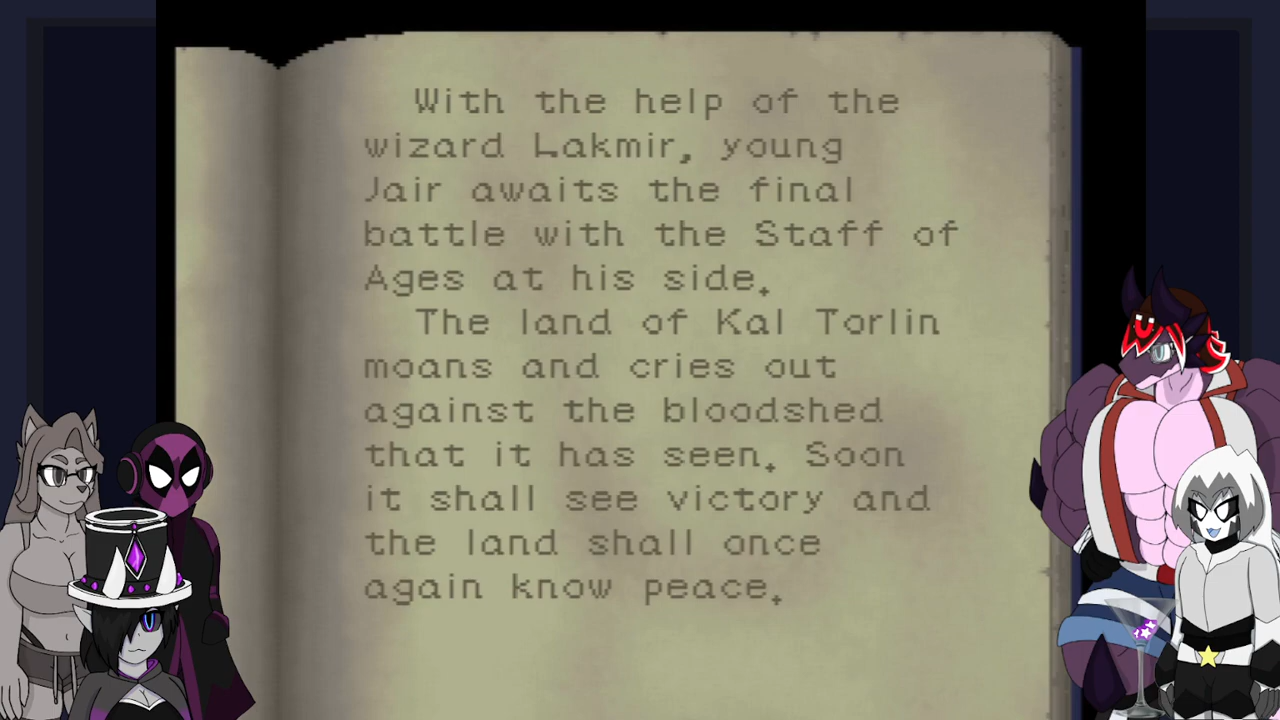 With the help of the
wizard Lakmir, young
Jair awaits the final
battle with the Staff of
Ages at his side.
The land of Kal Torlin
moans and cries out
against the bloodshed
that it has seen. Soon
it shall see victory and
the land shall once
again know peace.